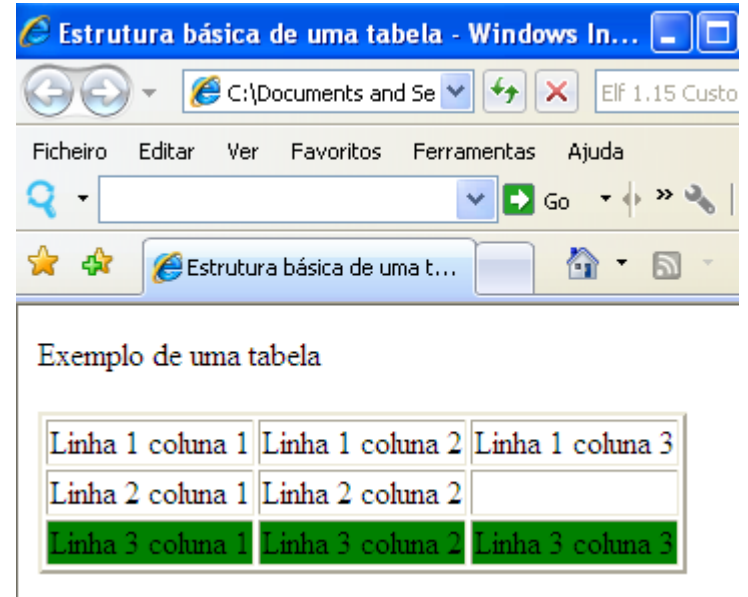 Estrutura básica de uma tabela - Windows In...
C:\Documents and Se
Elf 1.15 Custo
Ficheiro Editar Ver Favoritos Ferramentas Ajuda
Go »
Estrutura básica de uma t...
Exemplo de uma tabela
Linha 1 coluna 1 Linha 1 coluna 2 Linha 1 coluna 3
Linha 2 coluna 1 Linha 2 coluna 2
Linha 3 coluna 1 Linha 3 coluna 2 Linha 3 coluna 3